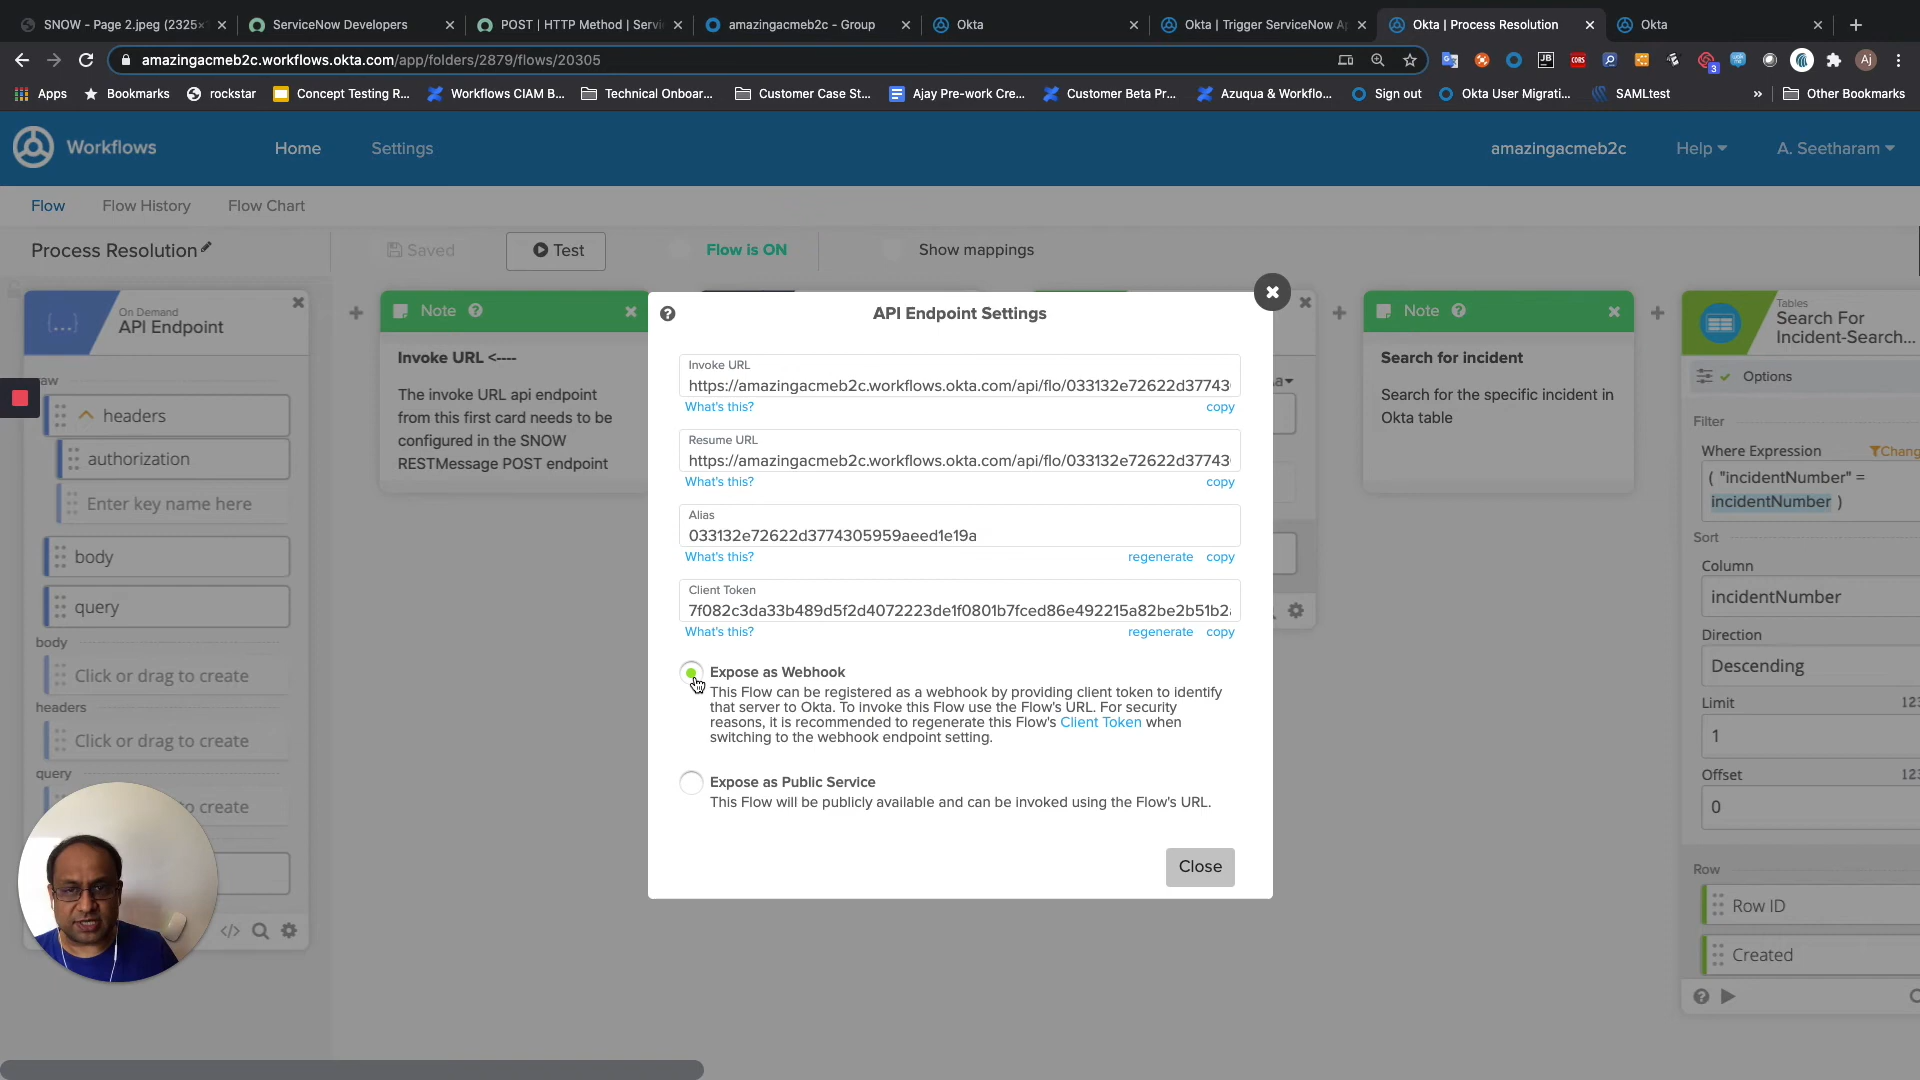 SNOW - Page 2.jpeg (2325×
ServiceNow Developers
POST | HTTP Method | Servi
amazingacmeb2c - Group
Okta
Okta | Trigger ServiceNow A
Okta | Process Resolution
Okta
amazingacmeb2c.workflows.okta.com/app/folders/2879/flows/20305
JB
CORS
3
Aj
Apps
Bookmarks
rockstar
Concept Testing R...
Workflows CIAM B...
Technical Onboar...
Customer Case St...
Ajay Pre-work Cre...
Customer Beta Pr...
Azuqua & Workflo...
Sign out
Okta User Migrati...
SAMLtest
»
Other Bookmarks
Workflows
Home
Settings
amazingacmeb2c
Help
A. Seetharam
Flow
Flow History
Flow Chart
Process Resolution
Saved
Test
Flow is ON
Show mappings
On Demand
API Endpoint
aw
headers
authorization
Enter key name here
body
query
body
Click or drag to create
headers
Click or drag to create
query
create
Note
Invoke URL <----
The invoke URL api endpoint
from this first card needs to be
configured in the SNOW
RESTMessage POST endpoint
API Endpoint Settings
Invoke URL
https://amazingacmeb2c.workflows.okta.com/api/flo/033132e72622d37743
What's this?
copy
Resume URL
https://amazingacmeb2c.workflows.okta.com/api/flo/033132e72622d37743
What's this?
copy
Alias
033132e72622d3774305959aeed1e19a
What's this?
regenerate
copy
Client Token
7f082c3da33b489d5f2d4072223de1f0801b7fced86e492215a82be2b51b2
What's this?
regenerate
copy
Expose as Webhook
This Flow can be registered as a webhook by providing client token to identify
that server to Okta. To invoke this Flow use the Flow's URL. For security
reasons, it is recommended to regenerate this Flow's Client Token when
switching to the webhook endpoint setting.
Expose as Public Service
This Flow will be publicly available and can be invoked using the Flow's URL.
Close
Note
Search for incident
Search for the specific incident in
Okta table
Tables
Search For
Incident-Search...
Options
Filter
Where Expression
Chang
( "incidentNumber" =
incidentNumber )
Sort
Column
incidentNumber
Direction
Descending
Limit
12
1
Offset
12
0
Row
Row ID
Created